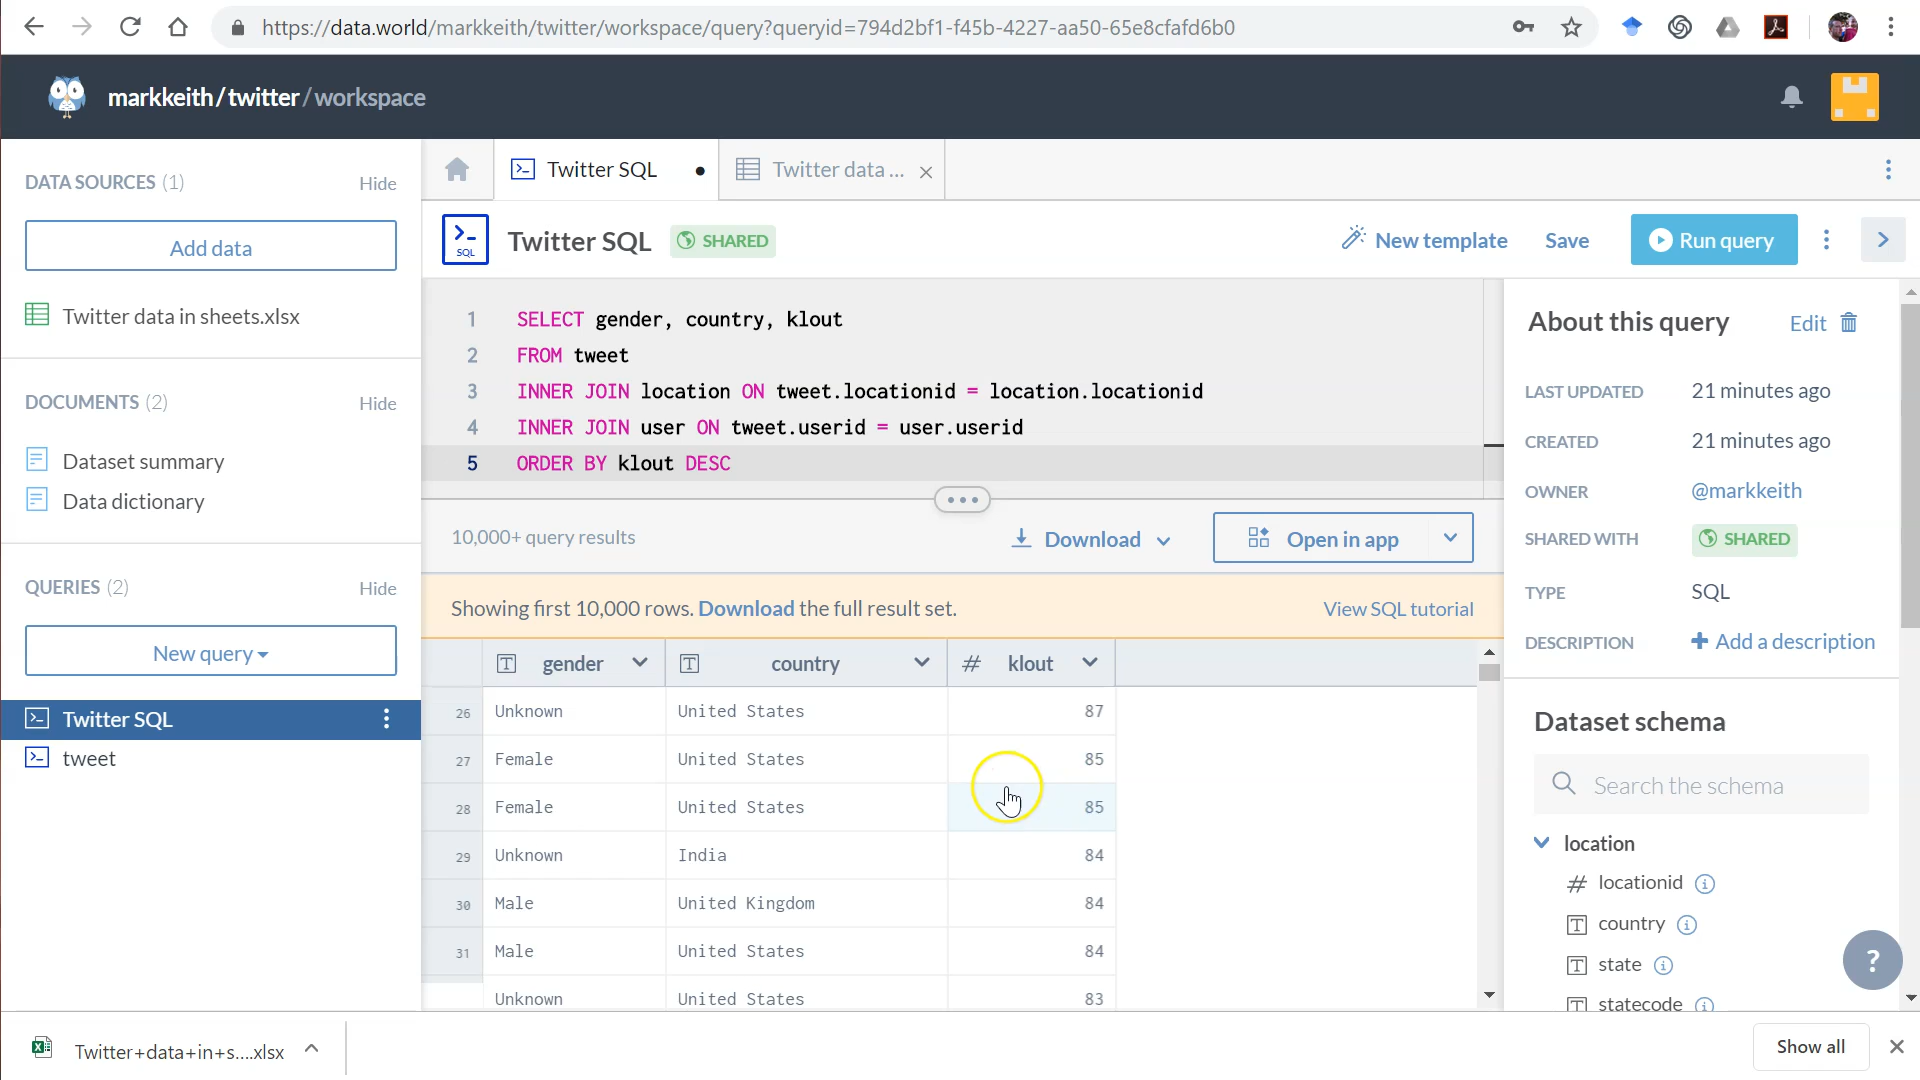 https://data.world/markkeith/twitter/workspace/query?queryid=794d2bf1-f45b-4227-aa50-65e8cfafd6b0
markkeith/twitter/workspace
DATA SOURCES (1) Hide
Add data
Twitter data in sheets.xlsx
DOCUMENTS (2) Hide
Dataset summary
Data dictionary
QUERIES (2) Hide
New query
Twitter SQL
tweet
Twitter SQL
Twitter data ...
>_ SQL
Twitter SQL SHARED
New template Save Run query
1 SELECT gender, country, klout
2 FROM tweet
3 INNER JOIN location ON tweet.locationid = location.locationid
4 INNER JOIN user ON tweet.userid = user.userid
5 ORDER BY klout DESC
10,000+ query results Download Open in app
Showing first 10,000 rows. Download the full result set. View SQL tutorial
T gender T country # klout
26 Unknown United States 87
27 Female United States 85
28 Female United States 85
29 Unknown India 84
30 Male United Kingdom 84
31 Male United States 84
Unknown United States 83
About this query Edit
LAST UPDATED 21 minutes ago
CREATED 21 minutes ago
OWNER @markkeith
SHARED WITH SHARED
TYPE SQL
DESCRIPTION + Add a description
Dataset schema
Search the schema
location
# locationid i
T country i
T state i
T statecode i
?
Twitter+data+in+s....xlsx
Show all